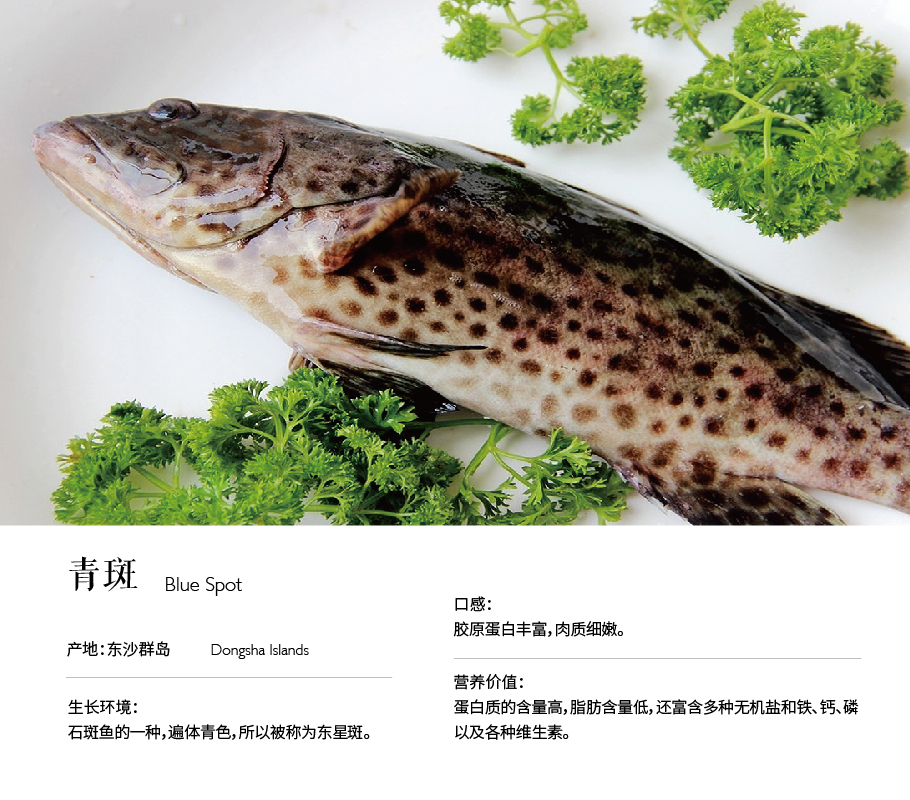 青斑 Blue Spot
产地：东沙群岛 Dongsha Islands
生长环境：
石斑鱼的一种，遍体青色，所以被称为东星斑。
口感：
胶原蛋白丰富，肉质细嫩。
营养价值：
蛋白质的含量高，脂肪含量低，还富含多种无机盐和铁、钙、磷
以及各种维生素。